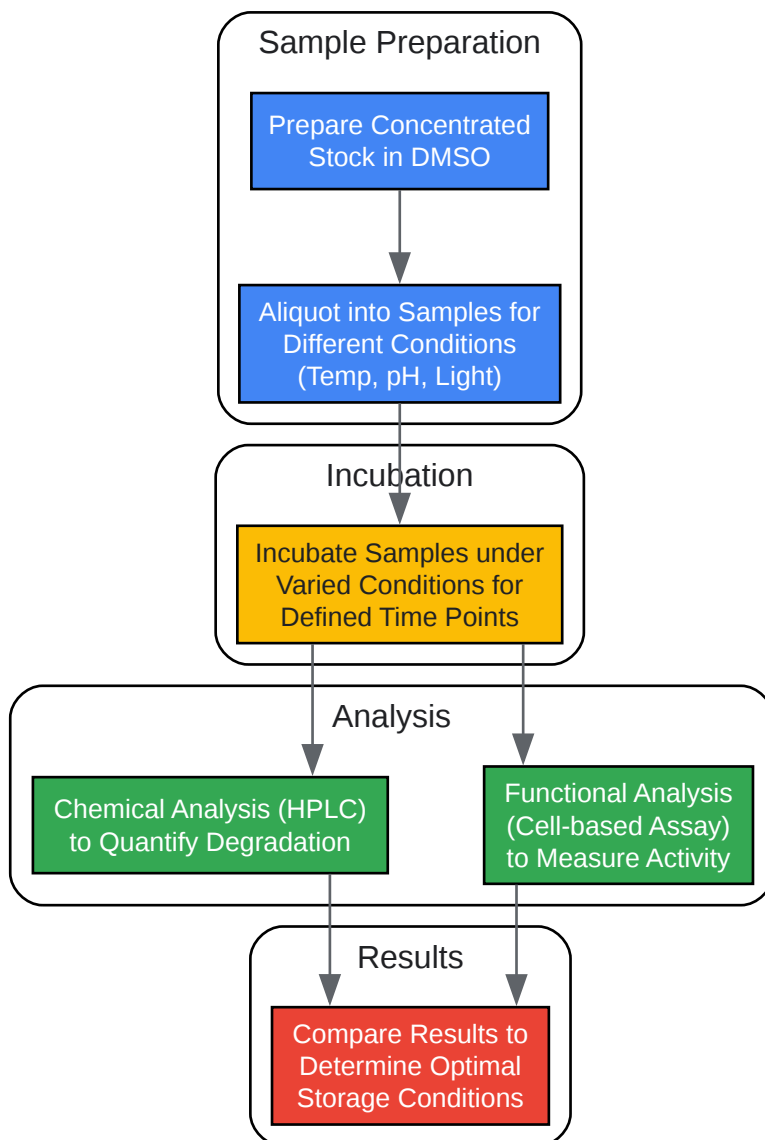 Sample Preparation
Prepare Concentrated
Stock in DMSO
Aliquot into Samples for
Different Conditions
(Temp, pH, Light)
Incubation
Incubate Samples under
Varied Conditions for
Defined Time Points
Analysis
Chemical Analysis (HPLC)
to Quantify Degradation
Functional Analysis
(Cell-based Assay)
to Measure Activity
Results
Compare Results to
Determine Optimal
Storage Conditions